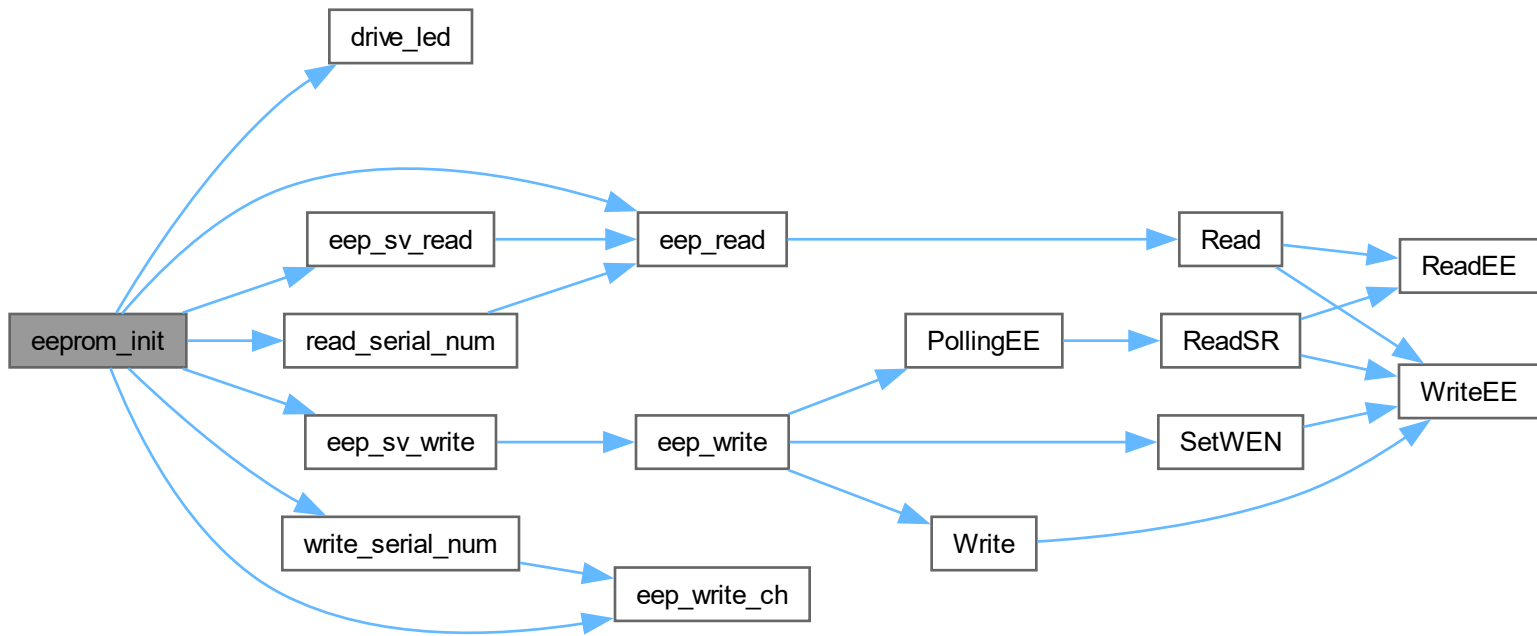 drive_led
eep_sv_read
eep_read
Read
ReadEE
eeprom_init
read_serial_num
PollingEE
ReadSR
WriteEE
eep_sv_write
eep_write
SetWEN
write_serial_num
Write
eep_write_ch